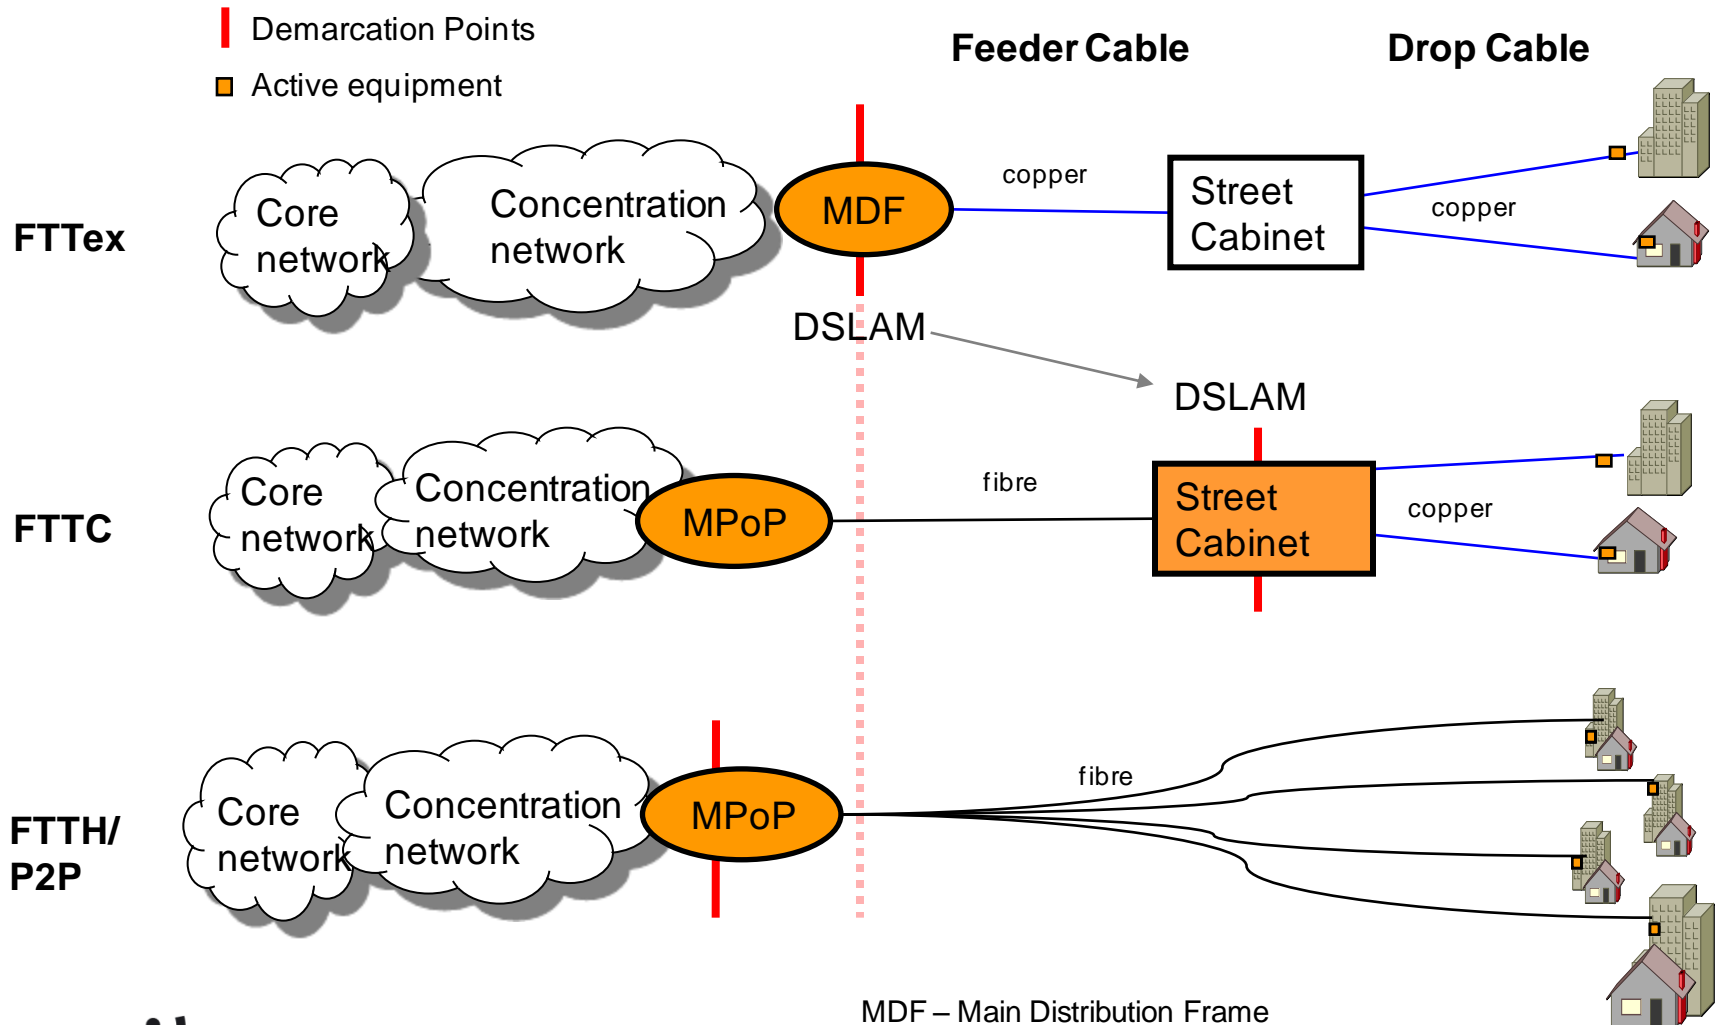 Demarcation Points
Active equipment
Feeder Cable
Drop Cable
FTTex
Core
network
Concentration
network
MDF
copper
Street
Cabinet
copper
DSLAM
DSLAM
FTTC
Core
network
Concentration
network
MPoP
fibre
Street
Cabinet
copper
FTTH/
P2P
Core
network
Concentration
network
MPoP
fibre
MDF – Main Distribution Frame